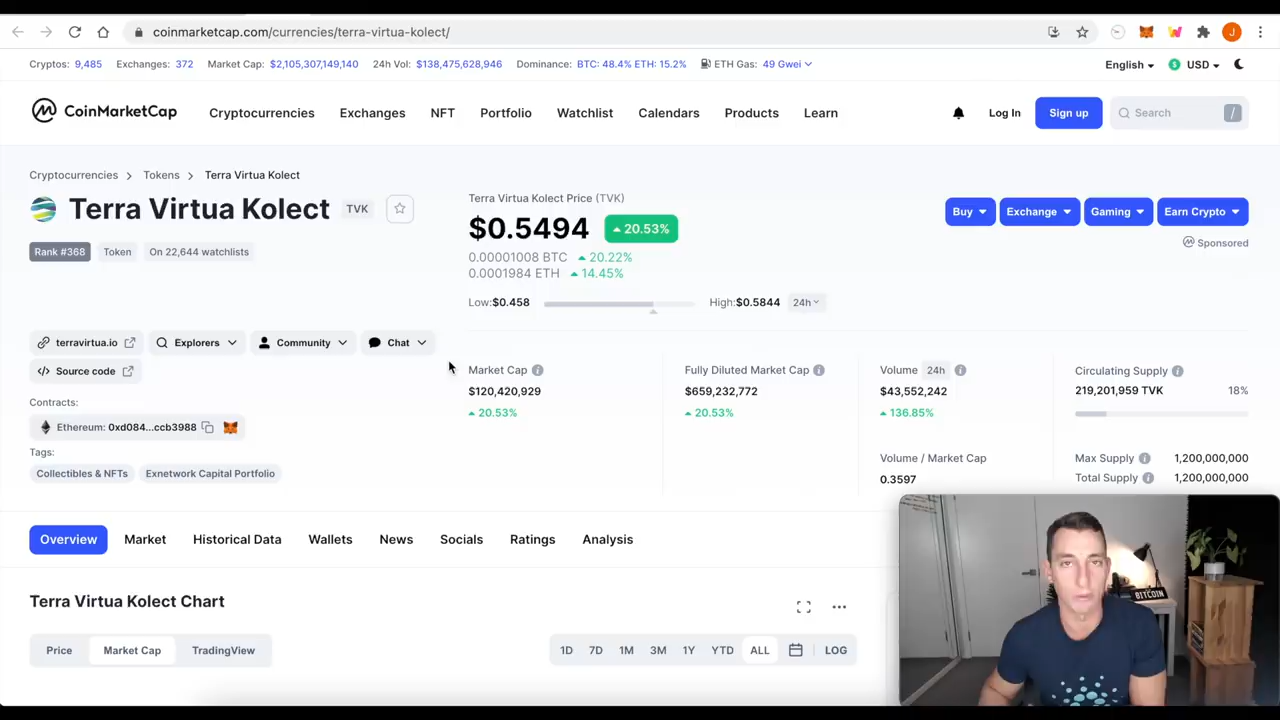 coinmarketcap.com/currencies/terra-virtua-kolect/
J
Cryptos: 9,485 Exchanges: 372 Market Cap: $2,105,307,149,140 24h Vol: $138,475,628,946 Dominance: BTC: 48.4% ETH: 15.2% ETH Gas: 49 Gwei English USD
CoinMarketCap Cryptocurrencies Exchanges NFT Portfolio Watchlist Calendars Products Learn Log In Sign up Search /
Cryptocurrencies > Tokens > Terra Virtua Kolect
Terra Virtua Kolect TVK
Rank #368 Token On 22,644 watchlists
Terra Virtua Kolect Price (TVK)
$0.5494 20.53%
0.00001008 BTC 20.22%
0.0001984 ETH 14.45%
Low:$0.458 High:$0.5844 24h
Buy Exchange Gaming Earn Crypto
Sponsored
terravirtua.io Explorers Community Chat
Source code
Contracts:
Ethereum: 0xd084...ccb3988
Tags:
Collectibles & NFTs Exnetwork Capital Portfolio
Market Cap
$120,420,929
20.53%
Fully Diluted Market Cap
$659,232,772
20.53%
Volume 24h
$43,552,242
136.85%
Volume / Market Cap
0.3597
Circulating Supply
219,201,959 TVK 18%
Max Supply 1,200,000,000
Total Supply 1,200,000,000
Overview Market Historical Data Wallets News Socials Ratings Analysis
Terra Virtua Kolect Chart
Price Market Cap TradingView 1D 7D 1M 3M 1Y YTD ALL LOG
BITCOIN